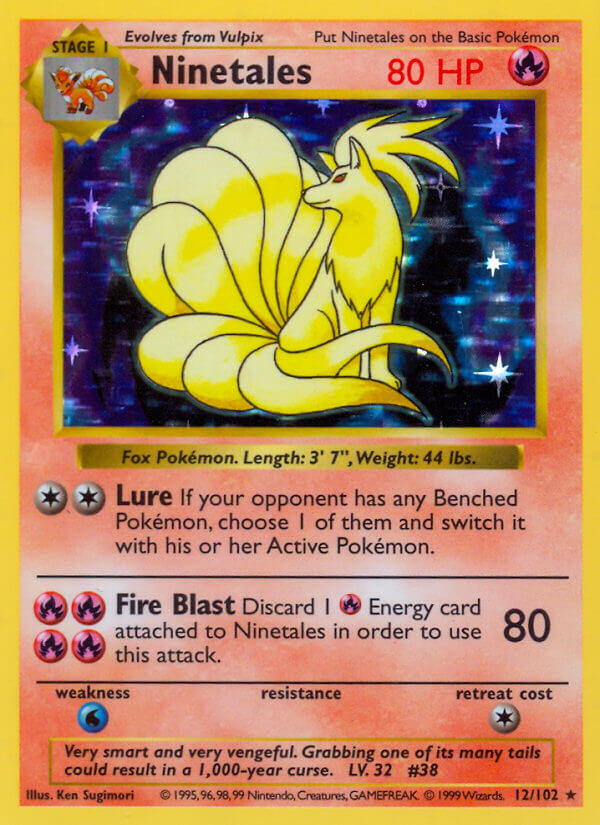 STAGE 1
Evolves from Vulpix
Put Ninetales on the Basic Pokémon
Ninetales
80 HP
Fox Pokémon. Length: 3' 7", Weight: 44 lbs.
Lure If your opponent has any Benched
Pokémon, choose 1 of them and switch it
with his or her Active Pokémon.
Fire Blast Discard 1 Energy card
attached to Ninetales in order to use
this attack.
80
weakness
resistance
retreat cost
Very smart and very vengeful. Grabbing one of its many tails
could result in a 1,000-year curse. LV. 32 #38
Illus. Ken Sugimori
© 1995, 96, 98, 99 Nintendo, Creatures, GAMEFREAK. © 1999 Wizards.
12/102 ★